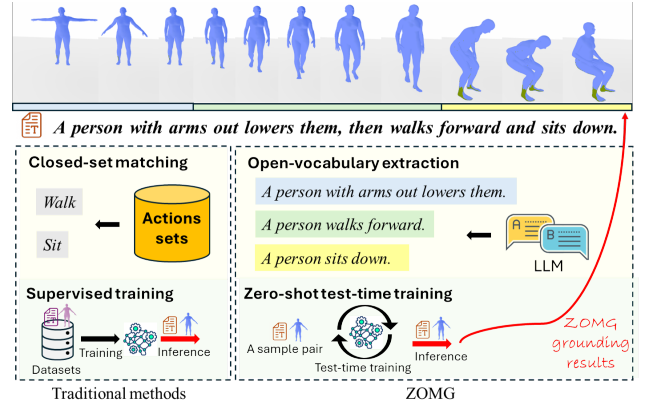 T
A person with arms out lowers them, then walks forward and sits down.
Closed-set matching
Walk
Sit
Actions
sets
Supervised training
T
T
Datasets
Training
Inference
Traditional methods
Open-vocabulary extraction
A person with arms out lowers them.
A person walks forward.
A person sits down.
A
B
LLM
Zero-shot test-time training
T
T
A sample pair
Test-time training
Inference
ZOMG
grounding
results
ZOMG